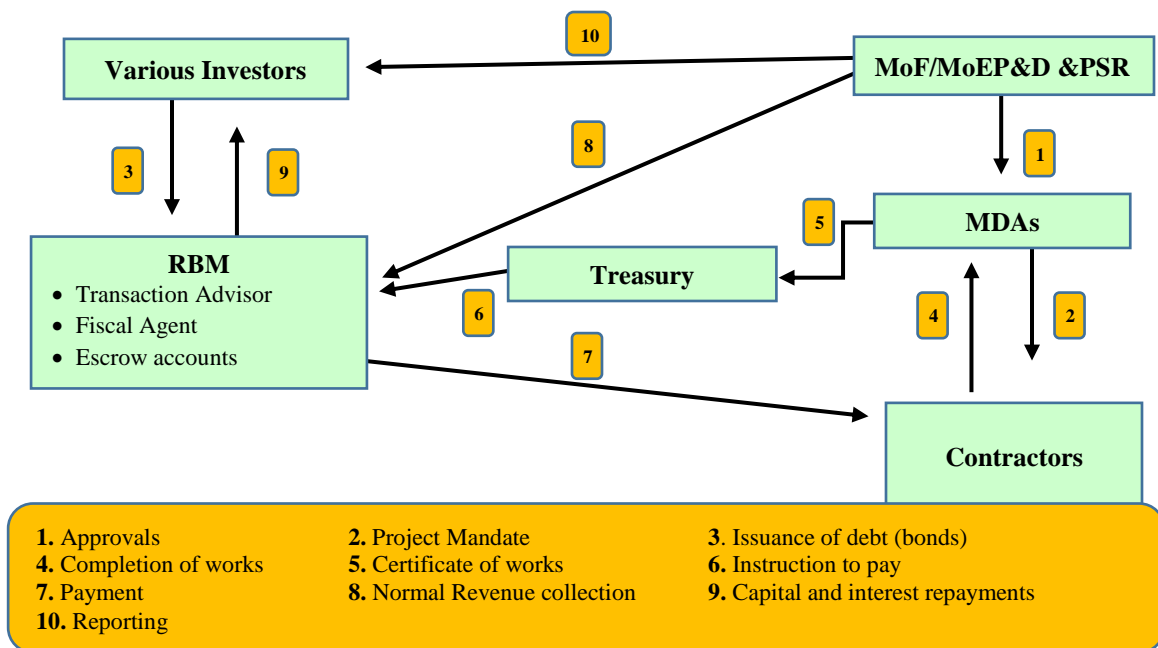 10
Various Investors
MoF/MoEP&D &PSR
8
1
3
9
5
MDAs
RBM
• Transaction Advisor
• Fiscal Agent
• Escrow accounts
Treasury
6
4
2
7
Contractors
1. Approvals 2. Project Mandate 3. Issuance of debt (bonds)
4. Completion of works 5. Certificate of works 6. Instruction to pay
7. Payment 8. Normal Revenue collection 9. Capital and interest repayments
10. Reporting